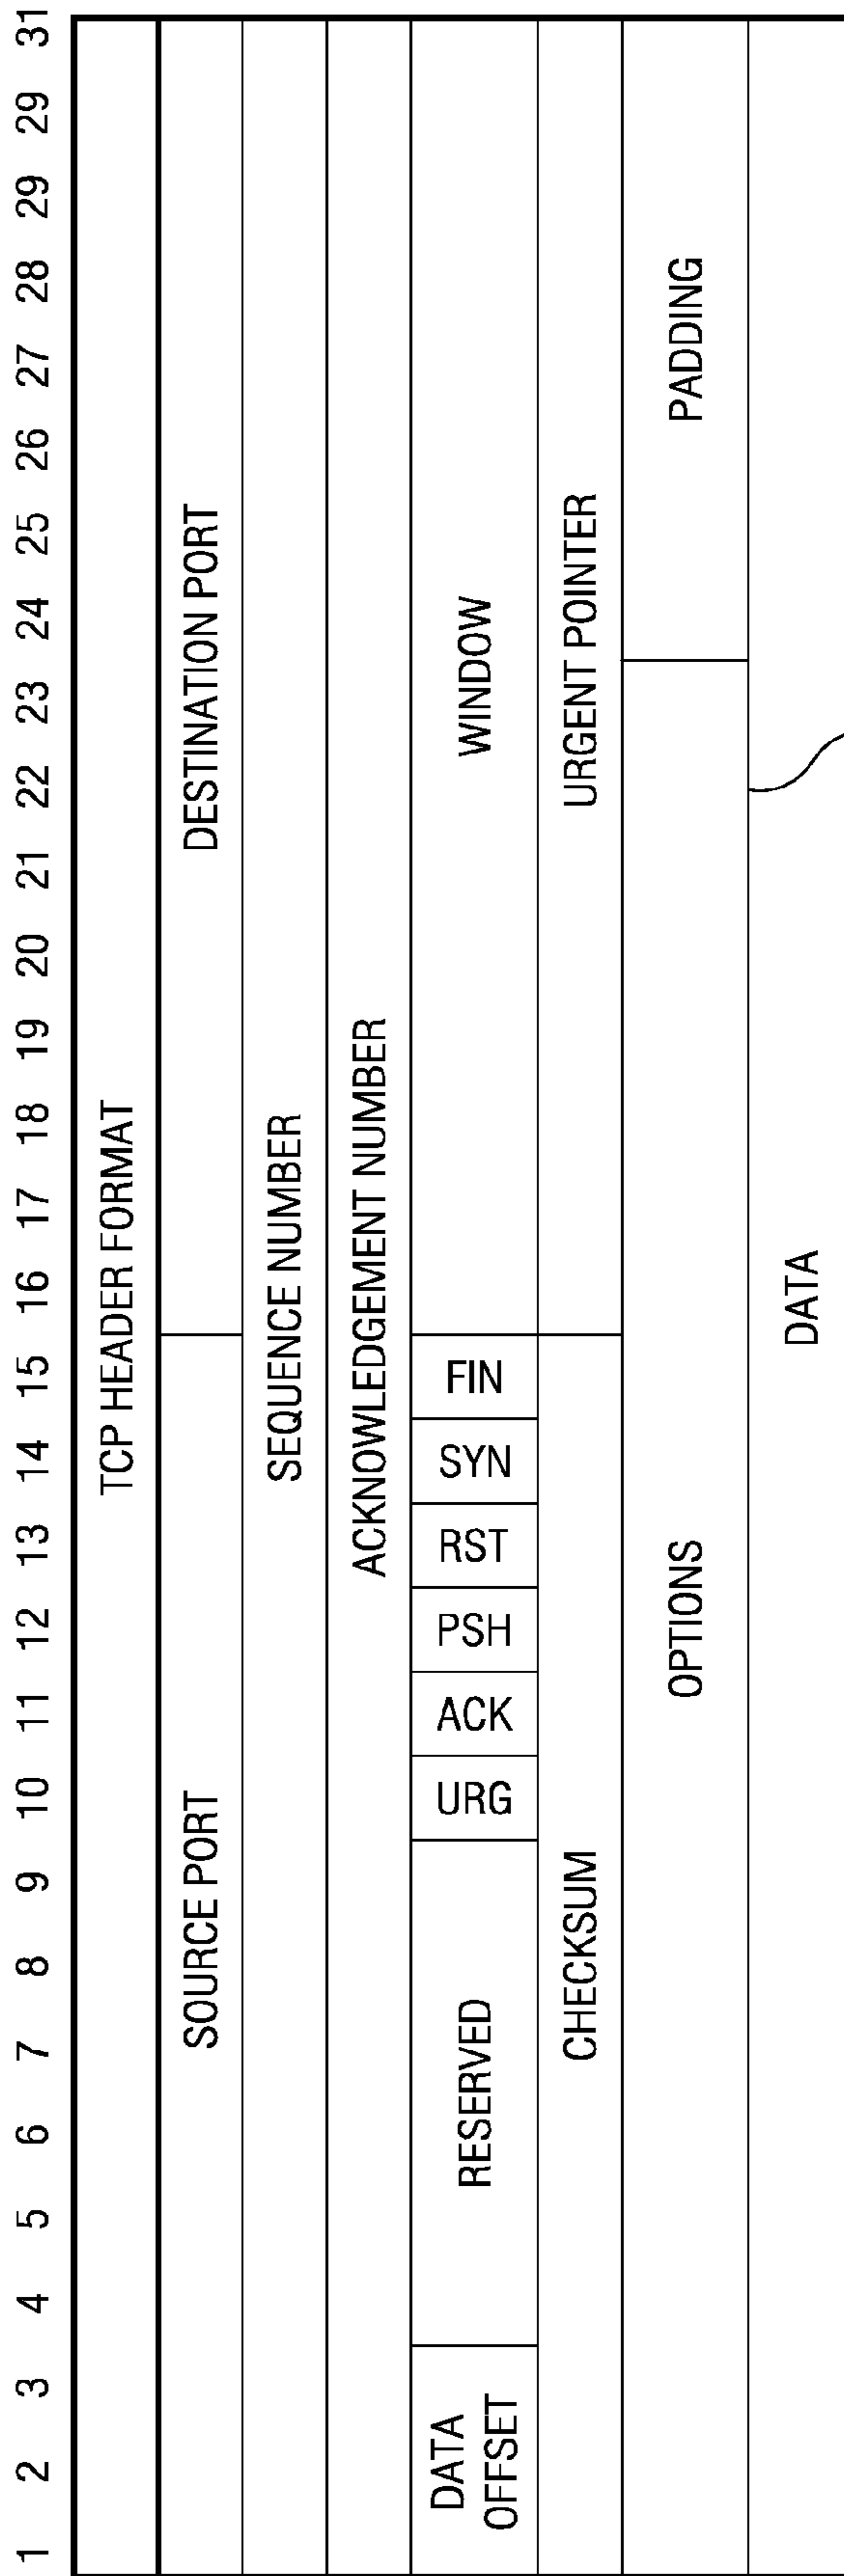 1 2 3 4 5 6 7 8 9 10 11 12 13 14 15 16 17 18 19 20 21 22 23 24 25 26 27 28 29 29 31
TCP HEADER FORMAT
SOURCE PORT
DESTINATION PORT
SEQUENCE NUMBER
ACKNOWLEDGEMENT NUMBER
DATA
OFFSET
RESERVED
URG
ACK
PSH
RST
SYN
FIN
WINDOW
CHECKSUM
URGENT POINTER
OPTIONS
PADDING
DATA